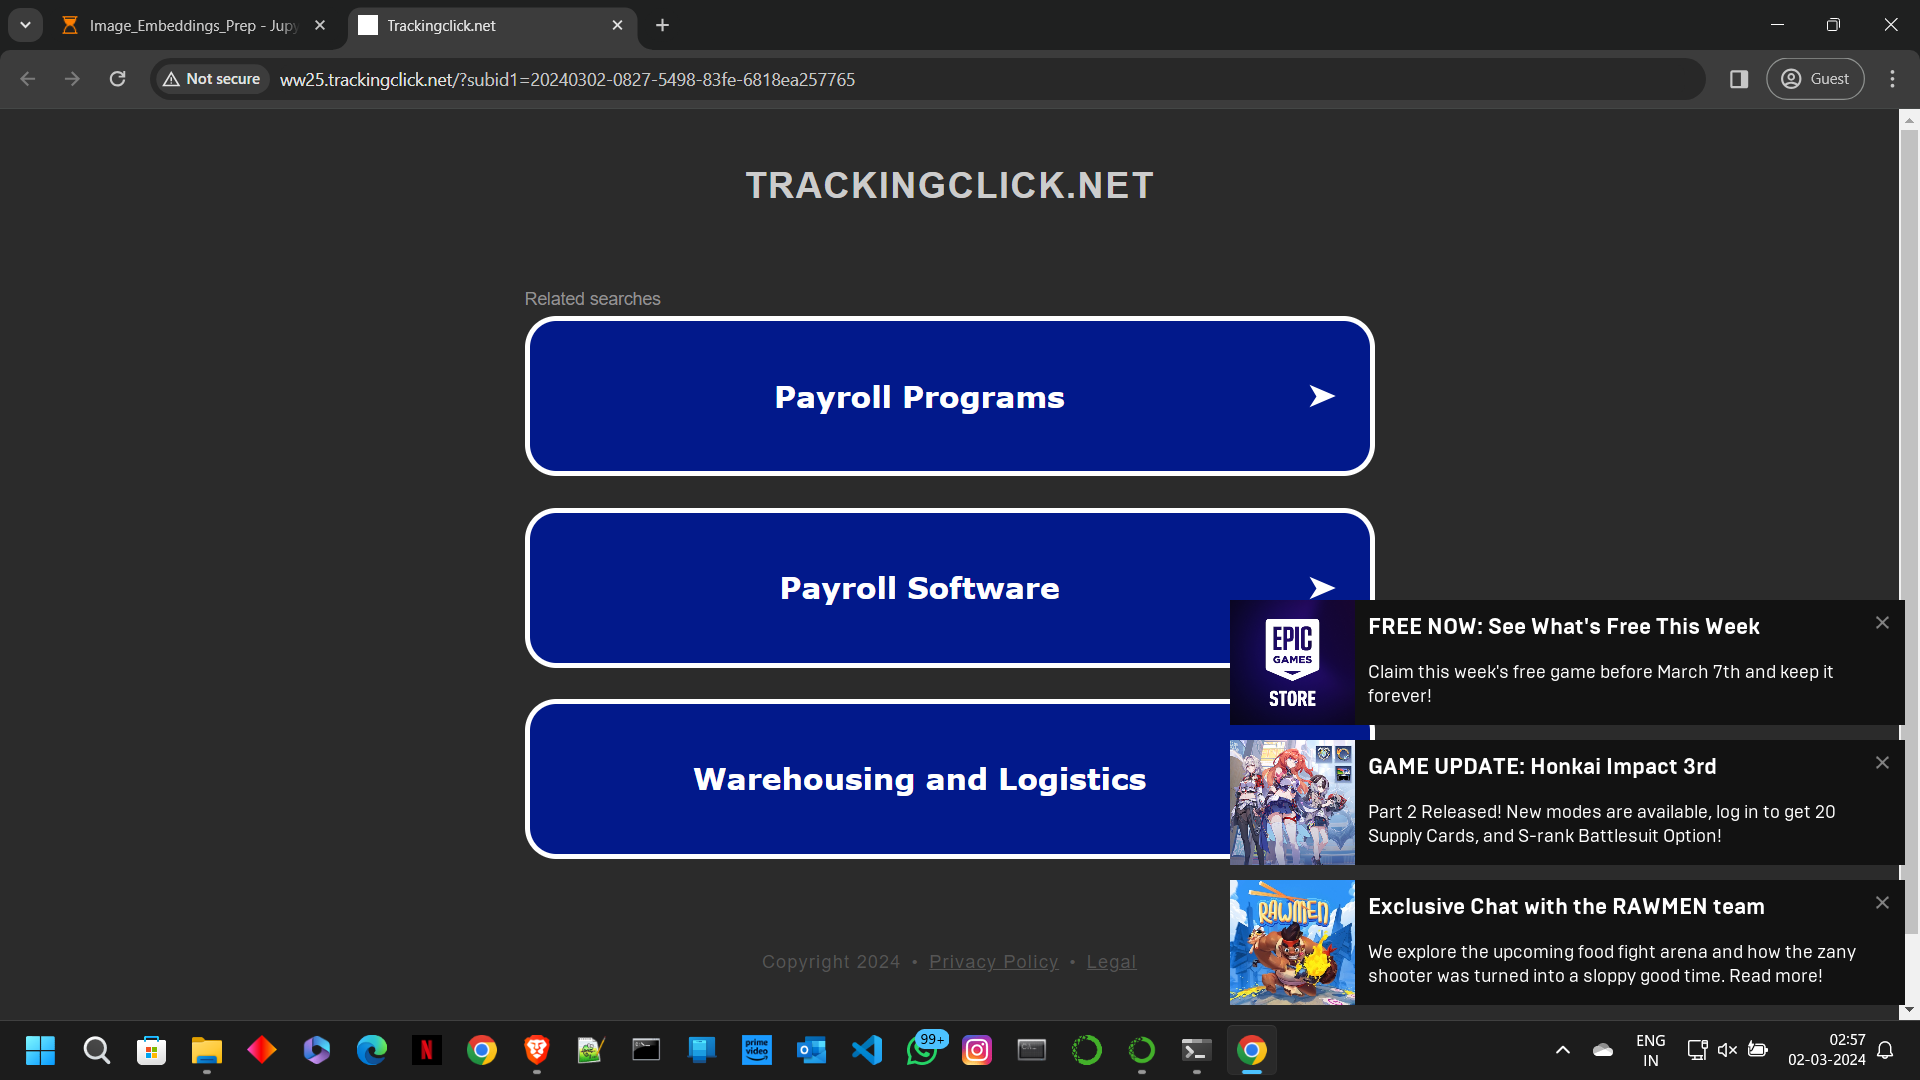 Image_Embeddings_Prep - Jupy
Trackingclick.net
Not secure
ww25.trackingclick.net/?subid1=20240302-0827-5498-83fe-6818ea257765
Guest
TRACKINGCLICK.NET
Related searches
Payroll Programs
Payroll Software
Warehousing and Logistics
EPIC
GAMES
STORE
FREE NOW: See What's Free This Week
Claim this week's free game before March 7th and keep it
forever!
GAME UPDATE: Honkai Impact 3rd
Part 2 Released! New modes are available, log in to get 20
Supply Cards, and S-rank Battlesuit Option!
RAWMEN
Exclusive Chat with the RAWMEN team
We explore the upcoming food fight arena and how the zany
shooter was turned into a sloppy good time. Read more!
Copyright 2024 • Privacy Policy • Legal
N
prime
video
99+
ENG
IN
02:57
02-03-2024